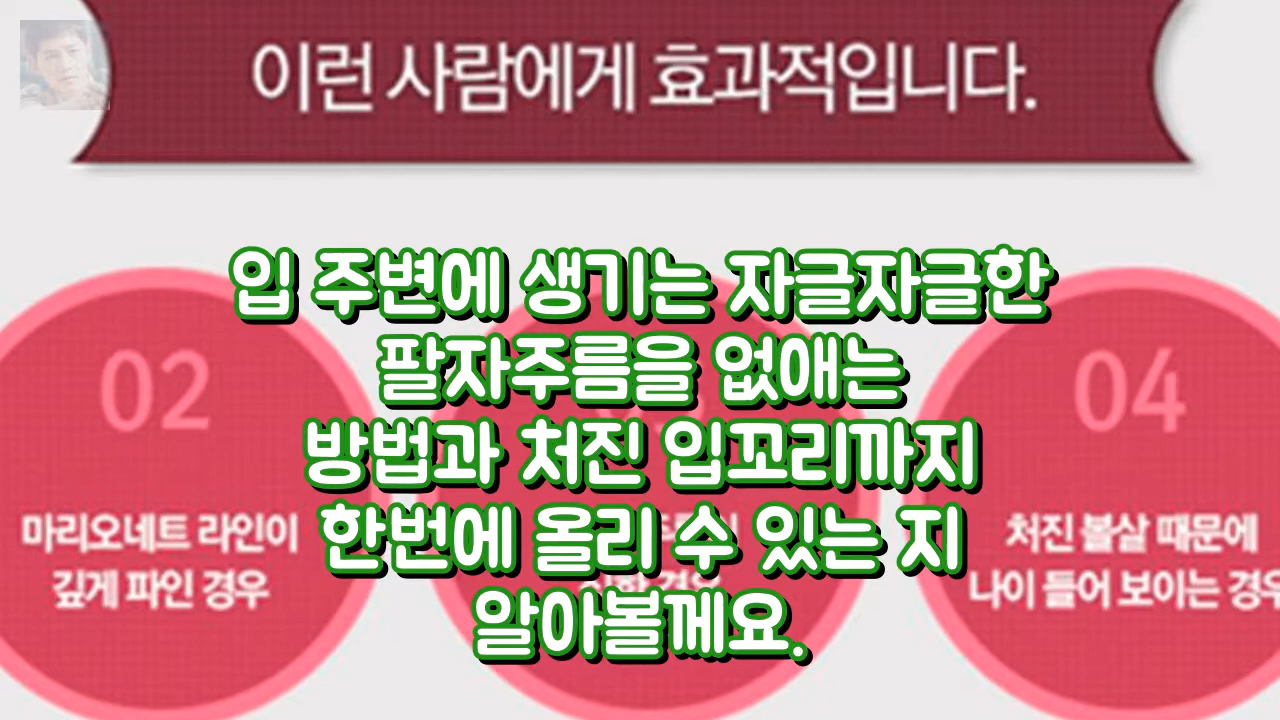 이런 사람에게 효과적입니다.
입 주변에 생기는 자글자글한
팔자주름을 없애는
방법과 처진 입꼬리까지
한번에 올리 수 있는 지
알아볼께요.
02
마리오네트 라인이
깊게 파인 경우
04
처진 볼살 때문에
나이 들어 보이는 경우